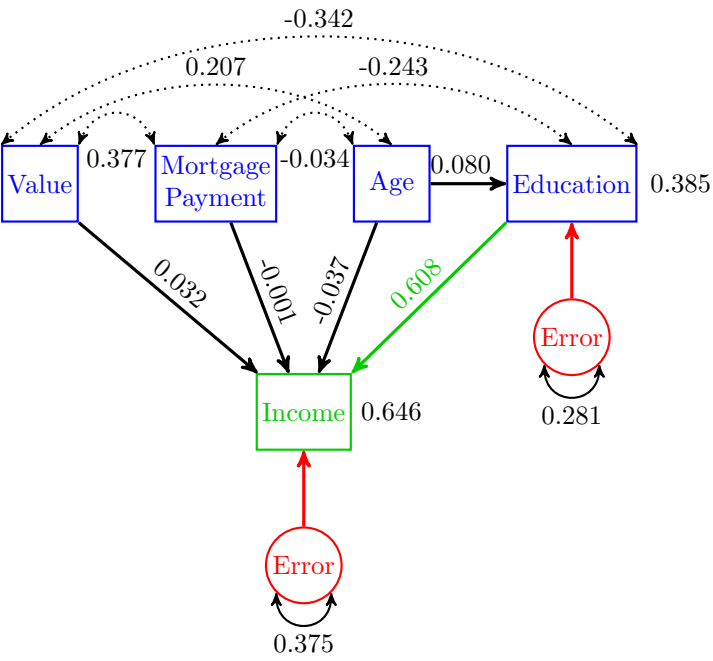 -0.342
0.207
-0.243
Value
0.377
Mortgage
Payment
-0.034
Age
0.080
Education
0.385
0.032
-0.001
-0.037
0.608
Error
0.281
Income
0.646
Error
0.375